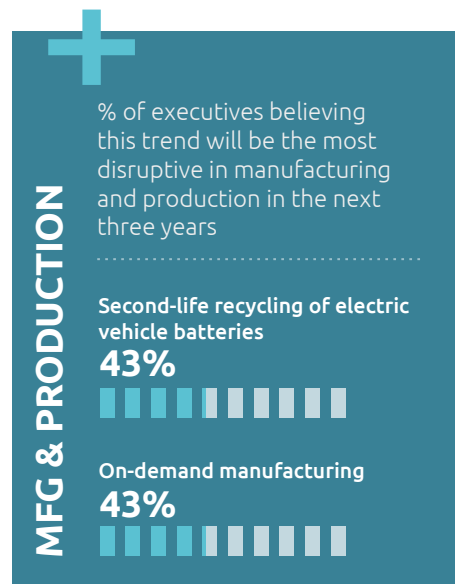 MFG & PRODUCTION
% of executives believing
this trend will be the most
disruptive in manufacturing
and production in the next
three years
Second-life recycling of electric
vehicle batteries
43%
On-demand manufacturing
43%